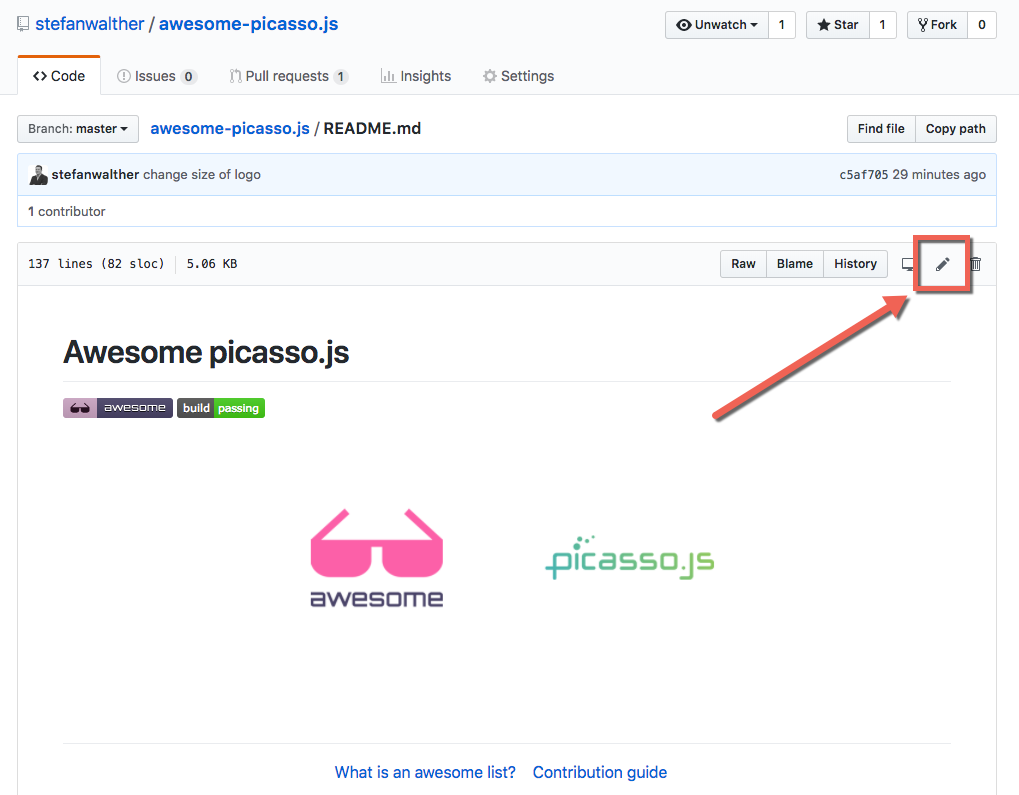 stefanwalther / awesome-picasso.js Unwatch 1 Star 1 Fork 0
Code Issues 0 Pull requests 1 Insights Settings
Branch: master awesome-picasso.js / README.md Find file Copy path
stefanwalther change size of logo c5af705 29 minutes ago
1 contributor
137 lines (82 sloc) 5.06 KB Raw Blame History
Awesome picasso.js
awesome build passing
picasso.js
awesome
What is an awesome list? Contribution guide